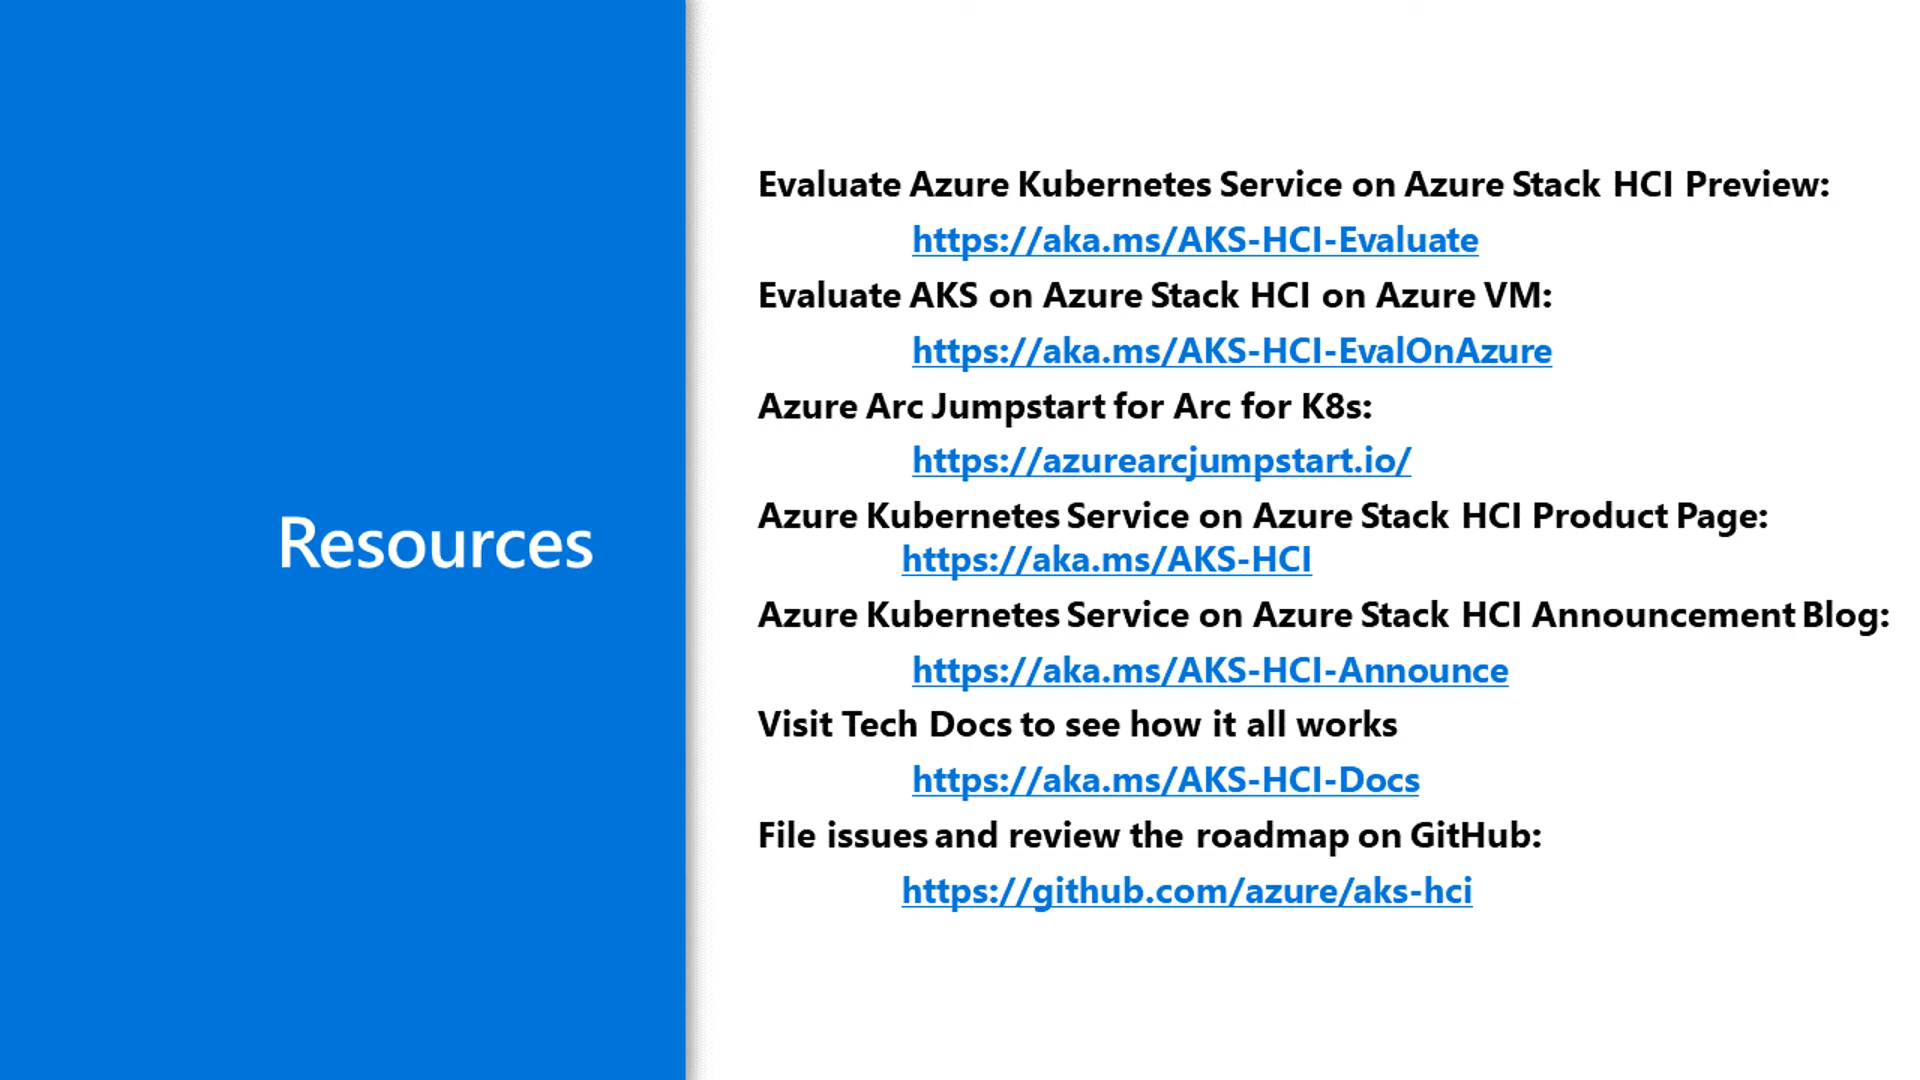 Resources
Evaluate Azure Kubernetes Service on Azure Stack HCI Preview:
https://aka.ms/AKS-HCI-Evaluate
Evaluate AKS on Azure Stack HCI on Azure VM:
https://aka.ms/AKS-HCI-EvalOnAzure
Azure Arc Jumpstart for Arc for K8s:
https://azurearcjumpstart.io/
Azure Kubernetes Service on Azure Stack HCI Product Page:
https://aka.ms/AKS-HCI
Azure Kubernetes Service on Azure Stack HCI Announcement Blog:
https://aka.ms/AKS-HCI-Announce
Visit Tech Docs to see how it all works
https://aka.ms/AKS-HCI-Docs
File issues and review the roadmap on GitHub:
https://github.com/azure/aks-hci